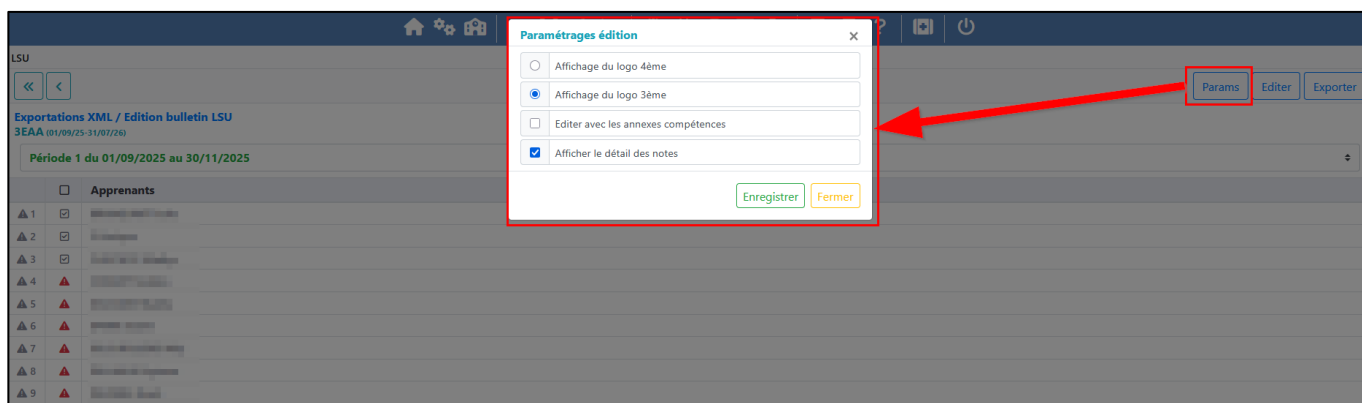 LSU
Params Editer Exporter
Exportations XML / Edition bulletin LSU
3EAA (01/09/25-31/07/26)
Période 1 du 01/09/2025 au 30/11/2025
Apprenants
1
2
3
4
5
6
7
8
9
Paramétrages édition
Affichage du logo 4ème
Affichage du logo 3ème
Editer avec les annexes compétences
Afficher le détail des notes
Enregistrer Fermer